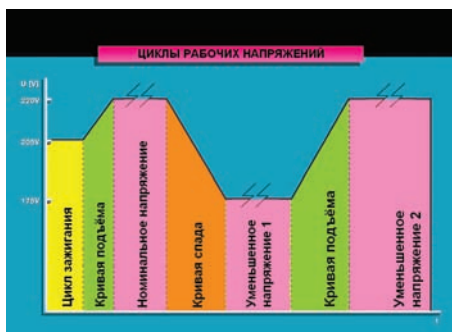 ЦИКЛЫ РАБОЧИХ НАПРЯЖЕНИЙ
U (V)
220V
205V
175V
Цикл зажигания
Кривая подъёма
Номинальное напряжение
Кривая спада
Уменьшенное
напряжение 1
Кривая подъёма
Уменьшенное
напряжение 2
t